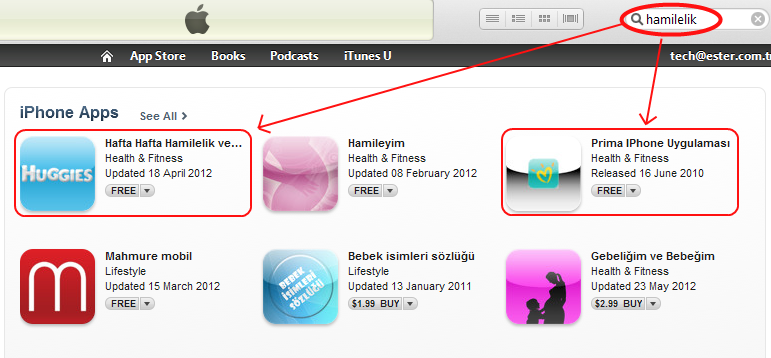 hamilelik
App Store Books Podcasts iTunes U tech@ester.com.t
iPhone Apps See All >
HUGGIES
Hafta Hafta Hamilelik ve...
Health & Fitness
Updated 18 April 2012
FREE
Hamileyim
Health & Fitness
Updated 08 February 2012
FREE
Prima IPhone Uygulaması
Health & Fitness
Released 16 June 2010
FREE
m
Mahmure mobil
Lifestyle
Updated 15 March 2012
FREE
BEBEK
İSİMLERİ
SÖZLÜĞÜ
Bebek isimleri sözlüğü
Lifestyle
Updated 13 January 2011
$1.99 BUY
Gebeliğim ve Bebeğim
Health & Fitness
Updated 23 May 2012
$2.99 BUY